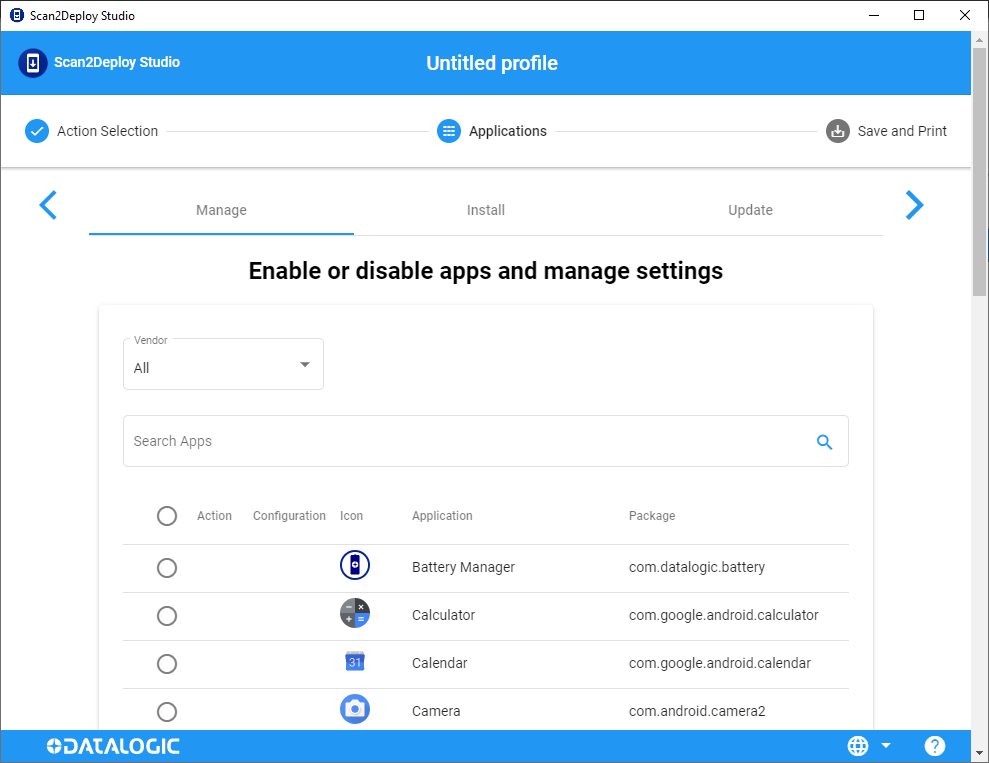 Scan2Deploy Studio
Scan2Deploy Studio
Untitled profile
Action Selection
Applications
Save and Print
Manage
Install
Update
Enable or disable apps and manage settings
Vendor
All
Search Apps
Action Configuration Icon Application Package
Battery Manager com.datalogic.battery
Calculator com.google.android.calculator
31 Calendar com.google.android.calendar
Camera com.android.camera2
DATALOGIC
?